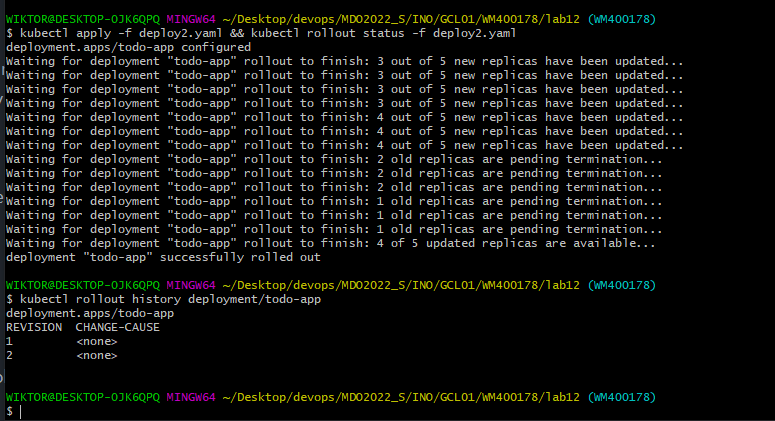 WIKTOR@DESKTOP-OJK6QPQ MINGW64 ~/Desktop/devops/MDO2022_S/INO/GCL01/WM400178/lab12 (WM400178)
$ kubectl apply -f deploy2.yaml && kubectl rollout status -f deploy2.yaml
deployment.apps/todo-app configured
Waiting for deployment "todo-app" rollout to finish: 3 out of 5 new replicas have been updated...
Waiting for deployment "todo-app" rollout to finish: 3 out of 5 new replicas have been updated...
Waiting for deployment "todo-app" rollout to finish: 3 out of 5 new replicas have been updated...
Waiting for deployment "todo-app" rollout to finish: 3 out of 5 new replicas have been updated...
Waiting for deployment "todo-app" rollout to finish: 4 out of 5 new replicas have been updated...
Waiting for deployment "todo-app" rollout to finish: 4 out of 5 new replicas have been updated...
Waiting for deployment "todo-app" rollout to finish: 4 out of 5 new replicas have been updated...
Waiting for deployment "todo-app" rollout to finish: 2 old replicas are pending termination...
Waiting for deployment "todo-app" rollout to finish: 2 old replicas are pending termination...
Waiting for deployment "todo-app" rollout to finish: 2 old replicas are pending termination...
Waiting for deployment "todo-app" rollout to finish: 1 old replicas are pending termination...
Waiting for deployment "todo-app" rollout to finish: 1 old replicas are pending termination...
Waiting for deployment "todo-app" rollout to finish: 1 old replicas are pending termination...
Waiting for deployment "todo-app" rollout to finish: 4 of 5 updated replicas are available...
deployment "todo-app" successfully rolled out
WIKTOR@DESKTOP-OJK6QPQ MINGW64 ~/Desktop/devops/MDO2022_S/INO/GCL01/WM400178/lab12 (WM400178)
$ kubectl rollout history deployment/todo-app
deployment.apps/todo-app
REVISION  CHANGE-CAUSE
1         <none>
2         <none>
WIKTOR@DESKTOP-OJK6QPQ MINGW64 ~/Desktop/devops/MDO2022_S/INO/GCL01/WM400178/lab12 (WM400178)
$